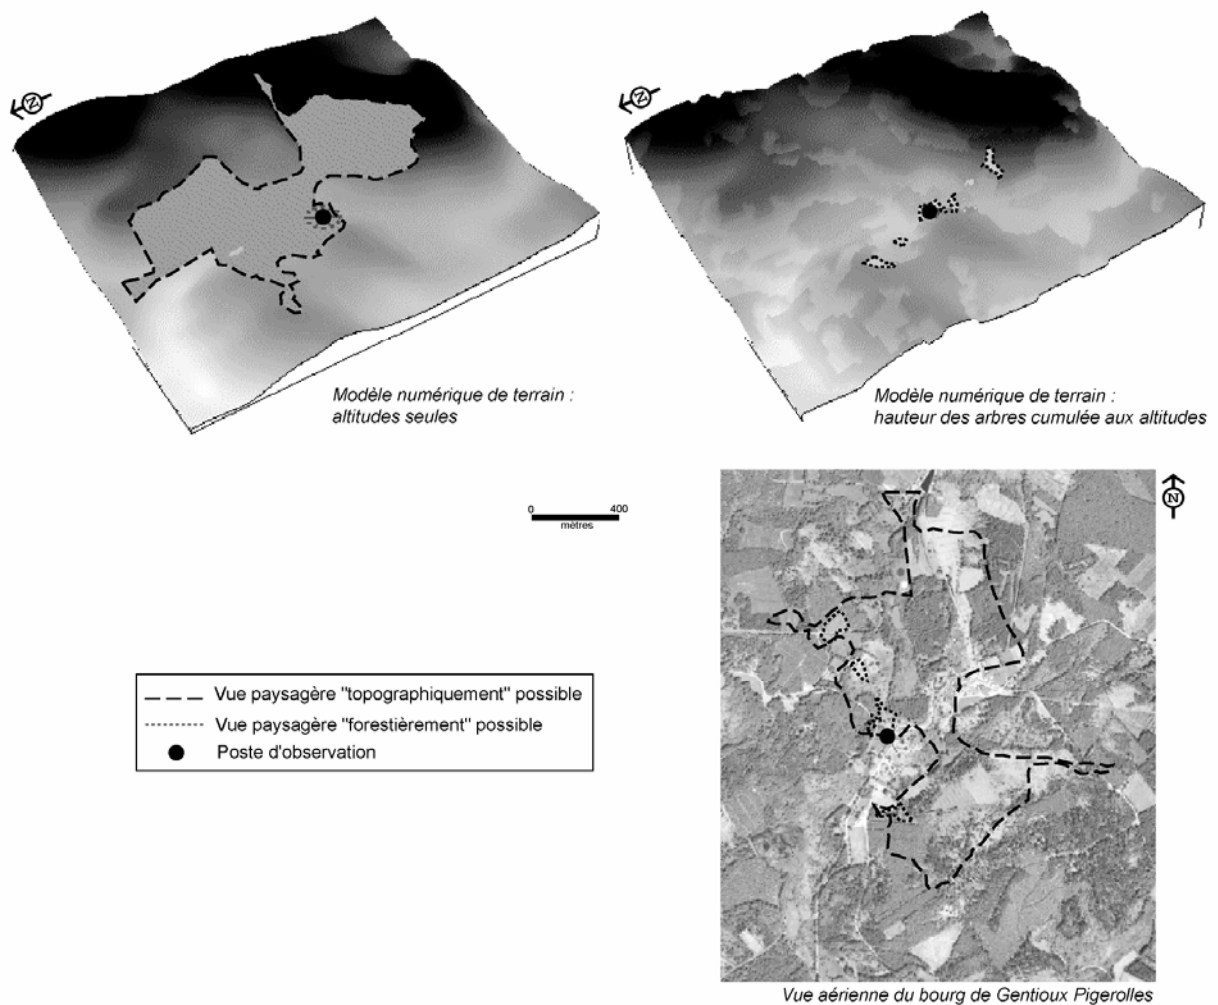 N
N
Modèle numérique de terrain :
altitudes seules
Modèle numérique de terrain :
hauteur des arbres cumulée aux altitudes
0 400
mètres
N
Vue paysagère "topographiquement" possible
Vue paysagère "forestièrement" possible
Poste d'observation
Vue aérienne du bourg de Gentioux Pigerolles